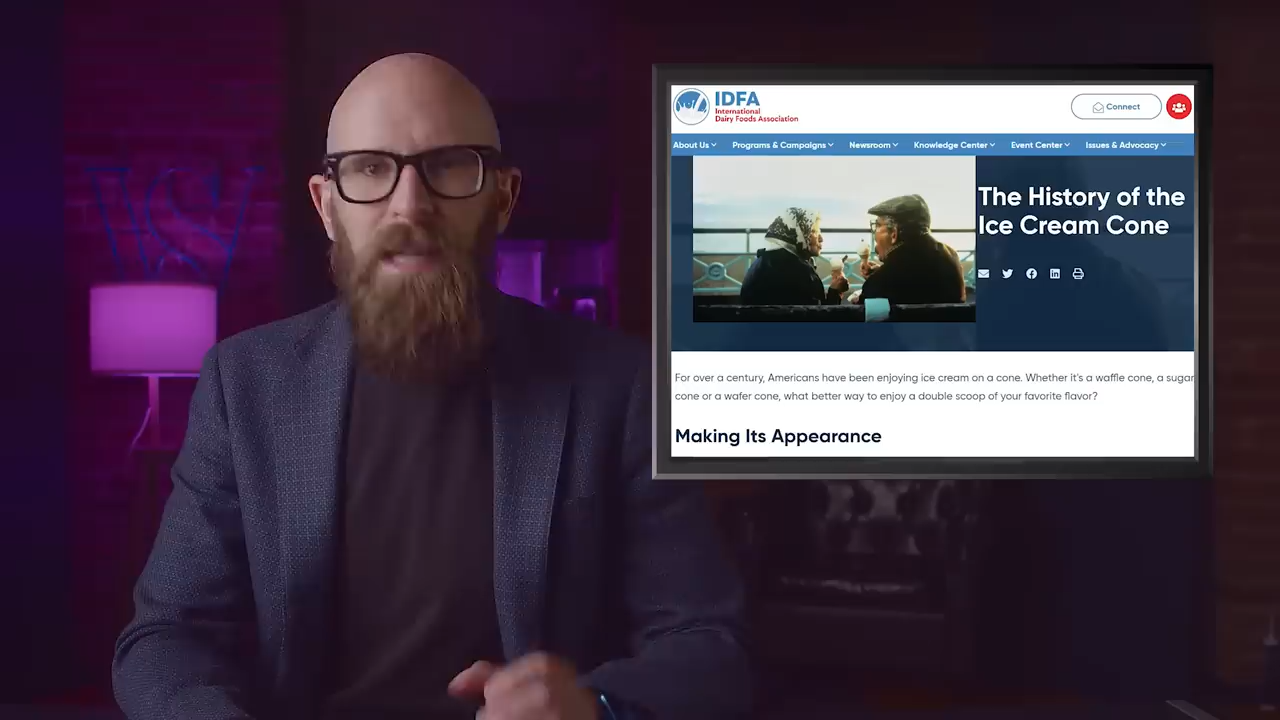 IDFA
International
Dairy Foods Association
Connect
About Us
Programs & Campaigns
Newsroom
Knowledge Center
Event Center
Issues & Advocacy
The History of the
Ice Cream Cone
For over a century, Americans have been enjoying ice cream on a cone. Whether it's a waffle cone, a sugar
cone or a wafer cone, what better way to enjoy a double scoop of your favorite flavor?
Making Its Appearance